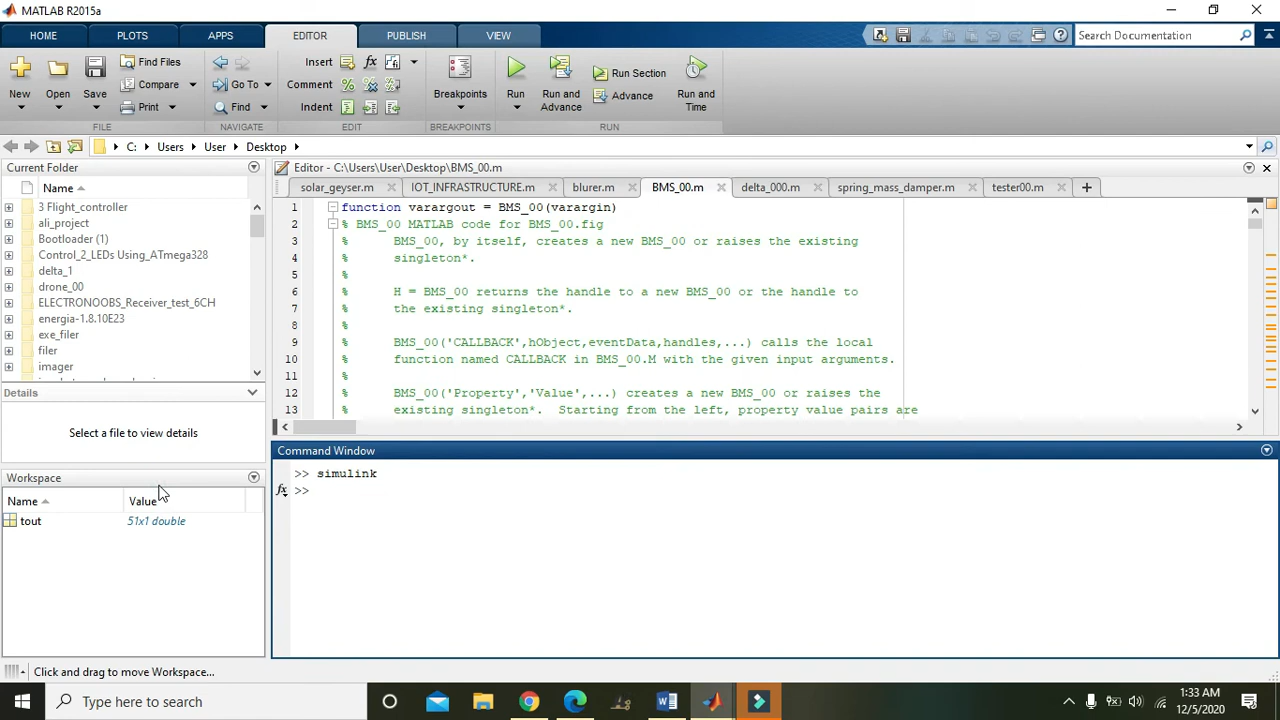 MATLAB R2015a
HOME PLOTS APPS EDITOR PUBLISH VIEW Search Documentation
New Open Save Find Files Compare Print
Go To Find
Insert fx Comment Indent
Breakpoints
Run Run and Advance Run Section Advance Run and Time
FILE NAVIGATE EDIT BREAKPOINTS RUN
C: Users User Desktop
Current Folder
Name
3 Flight_controller
ali_project
Bootloader (1)
Control_2_LEDs Using_ATmega328
delta_1
drone_00
ELECTRONOOBS_Receiver_test_6CH
energia-1.8.10E23
exe_filer
filer
imager
Details
Select a file to view details
Workspace
Name Value
tout 51x1 double
Editor - C:\Users\User\Desktop\BMS_00.m
solar_geyser.m IOT_INFRASTRUCTURE.m blurer.m BMS_00.m delta_000.m spring_mass_damper.m tester00.m
1 function varargout = BMS_00(varargin)
2 % BMS_00 MATLAB code for BMS_00.fig
3 % BMS_00, by itself, creates a new BMS_00 or raises the existing
4 % singleton*.
5 %
6 % H = BMS_00 returns the handle to a new BMS_00 or the handle to
7 % the existing singleton*.
8 %
9 % BMS_00('CALLBACK',hObject,eventData,handles,...) calls the local
10 % function named CALLBACK in BMS_00.M with the given input arguments.
11 %
12 % BMS_00('Property','Value',...) creates a new BMS_00 or raises the
13 % existing singleton*. Starting from the left, property value pairs are
Command Window
>> simulink
fx >>
Click and drag to move Workspace...
Type here to search
1:33 AM
12/5/2020